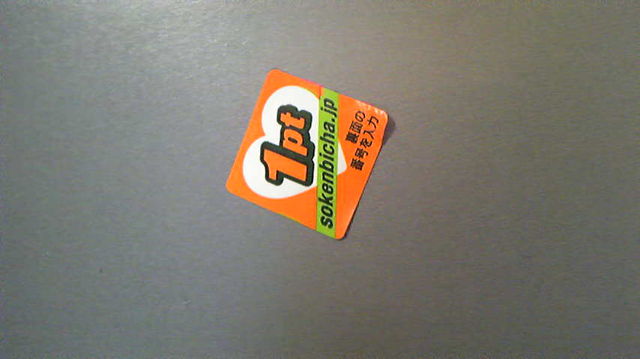 1pt
sokenbicha.jp
裏面の
番号を入力